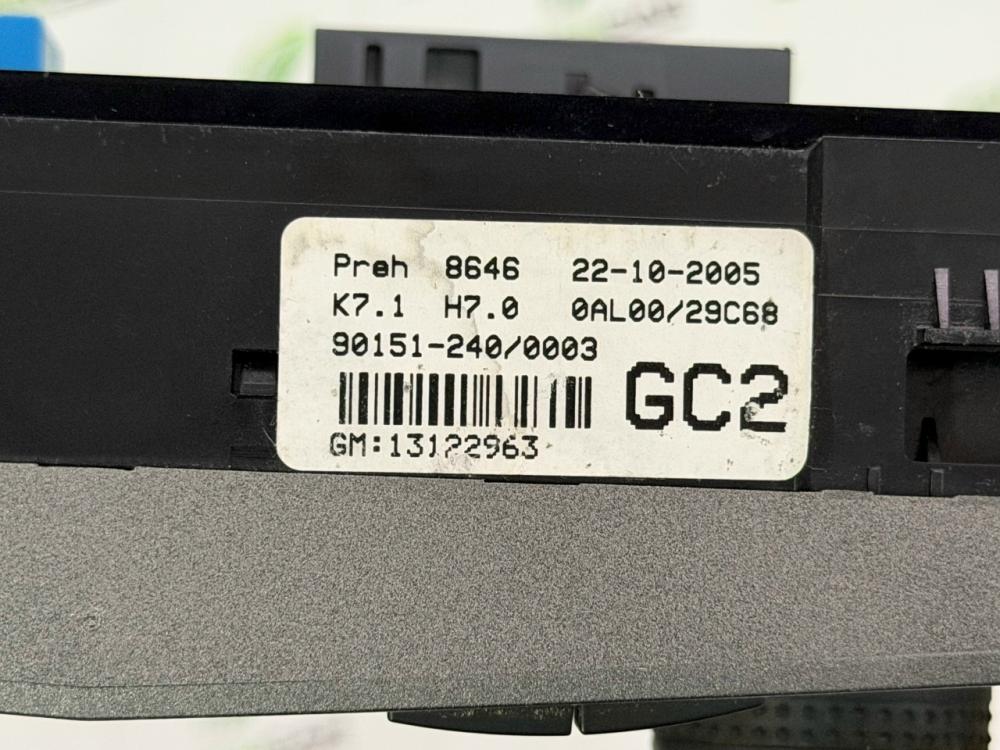 Preh 8646 22-10-2005
K7.1 H7.0 0AL00/29C68
90151-240/0003
GC2
GM:13122963